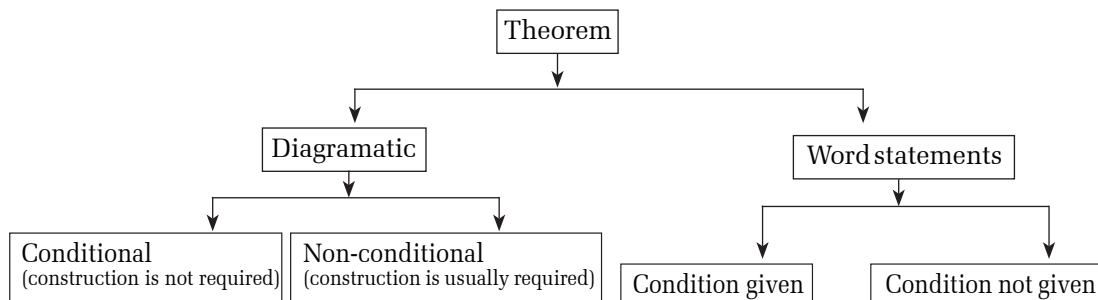 Theorem
Diagramatic
Word statements
Conditional
(construction is not required)
Non-conditional
(construction is usually required)
Condition given
Condition not given